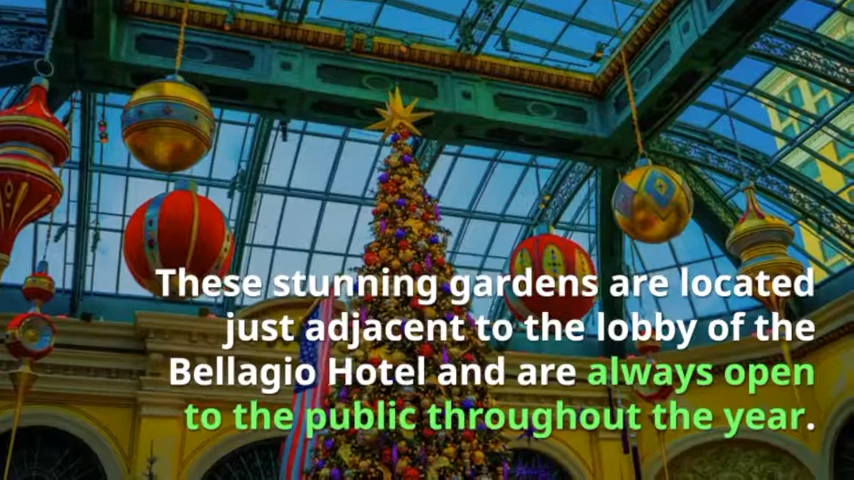 These stunning gardens are located
just adjacent to the lobby of the
Bellagio Hotel and are always open
to the public throughout the year.